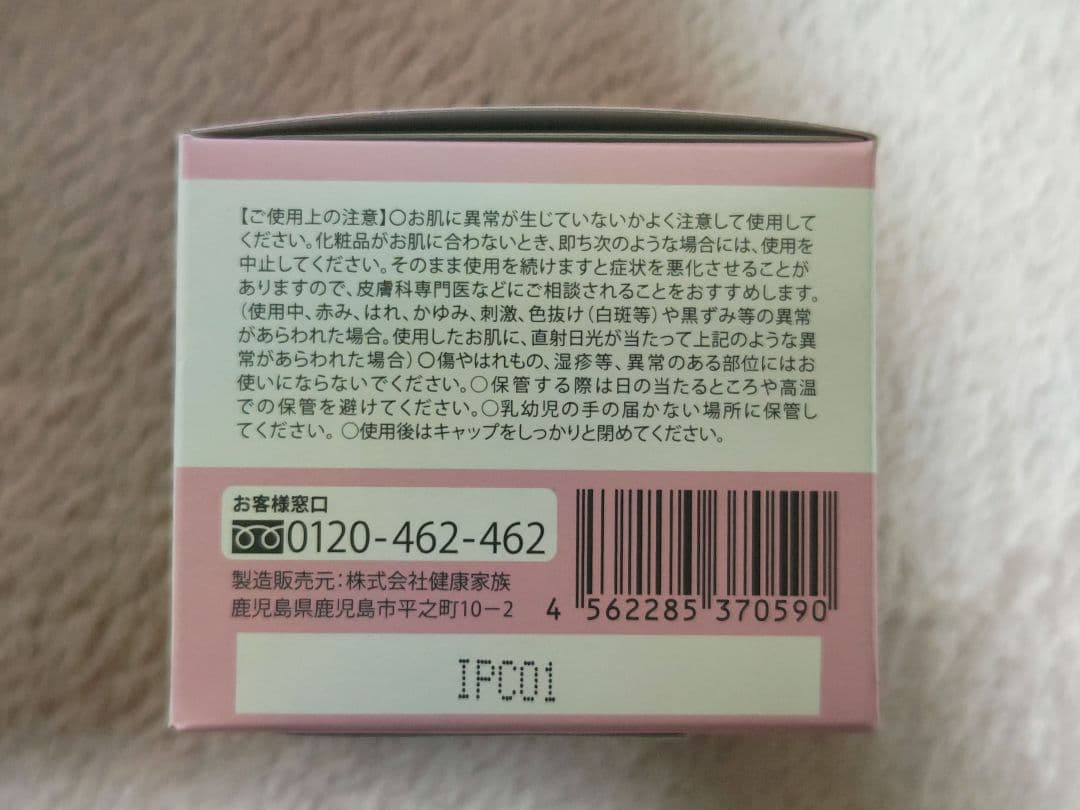 【ご使用上の注意】○お肌に異常が生じていないかよく注意して使用して
ください。化粧品がお肌に合わないとき、即ち次のような場合には、使用を
中止してください。そのまま使用を続けますと症状を悪化させることが
ありますので、皮膚科専門医などにご相談されることをおすすめします。
(使用中、赤み、はれ、かゆみ、刺激、色抜け(白斑等)や黒ずみ等の異常
があらわれた場合。使用したお肌に、直射日光が当たって上記のような異
常があらわれた場合)○傷やはれもの、湿疹等、異常のある部位にはお
使いにならないでください。○保管する際は日の当たるところや高温
での保管を避けてください。○乳幼児の手の届かない場所に保管し
てください。○使用後はキャップをしっかりと閉めてください。
お客様窓口
0120-462-462
製造販売元:株式会社健康家族
鹿児島県鹿児島市平之町10−2
4 562285 370590
IPC01